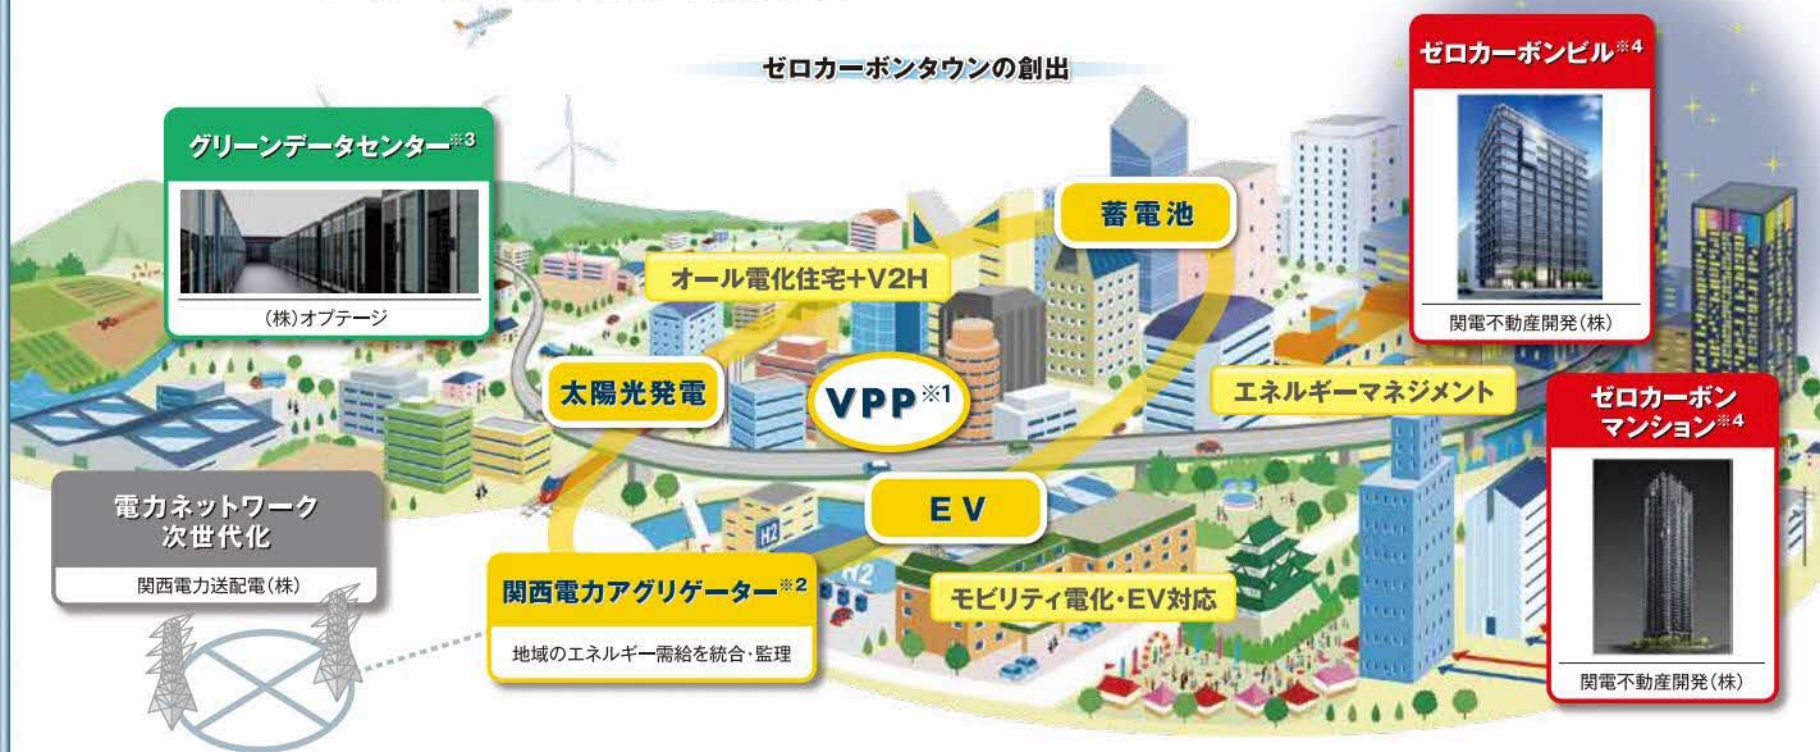 ゼロカーボンタウンの創出
ゼロカーボンビル※4
関電不動産開発(株)
グリーンデータセンター※3
(株)オプテージ
蓄電池
オール電化住宅+V2H
太陽光発電
VPP※1
エネルギーマネジメント
ゼロカーボン
マンション※4
関電不動産開発(株)
電力ネットワーク
次世代化
関西電力送配電(株)
EV
H2
H2
関西電力アグリゲーター※2
地域のエネルギー需給を統合・監理
モビリティ電化・EV対応